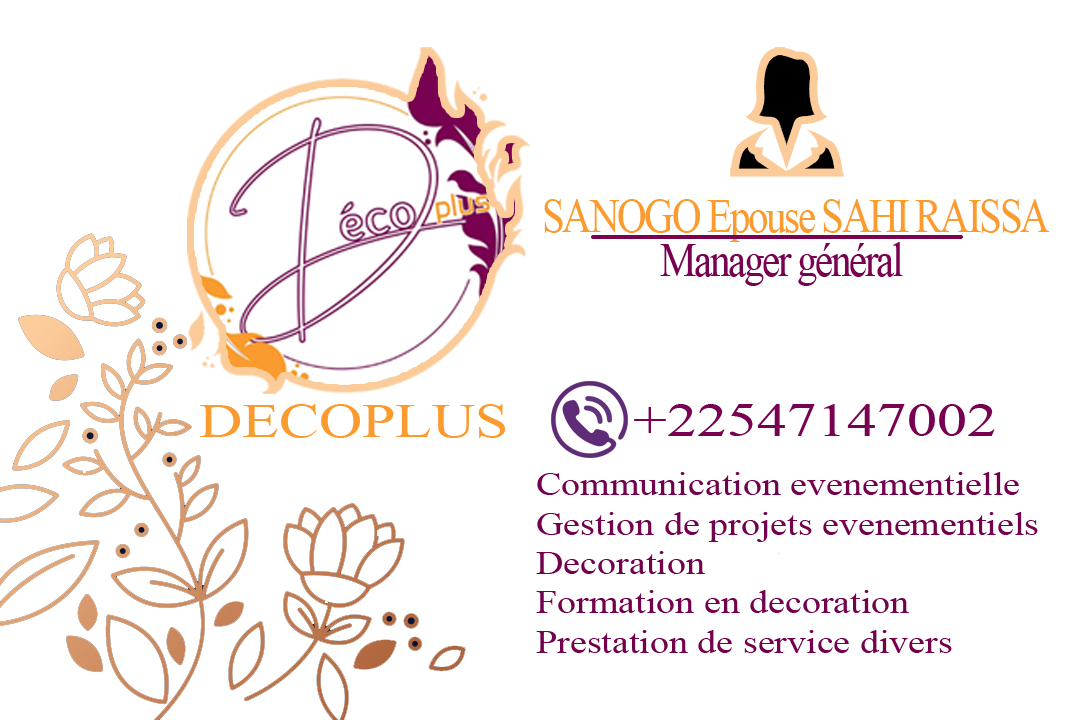 Déco plus
DECOPLUS
SANOGO Epouse SAHI RAISSA
Manager général
+22547147002
Communication evenementielle
Gestion de projets evenementiels
Decoration
Formation en decoration
Prestation de service divers